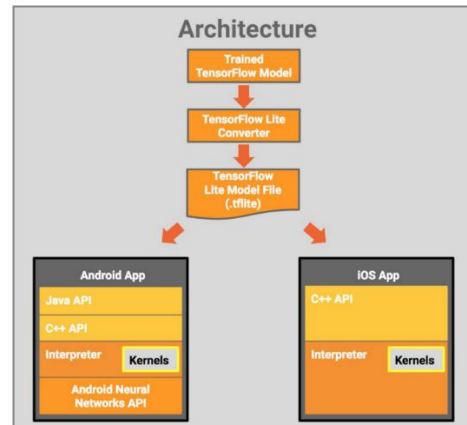 Architecture
Trained
TensorFlow Model
TensorFlow Lite
Converter
TensorFlow
Lite Model File
(.tflite)
Android App
Java API
C++ API
Interpreter
Kernels
Android Neural
Networks API
iOS App
C++ API
Interpreter
Kernels